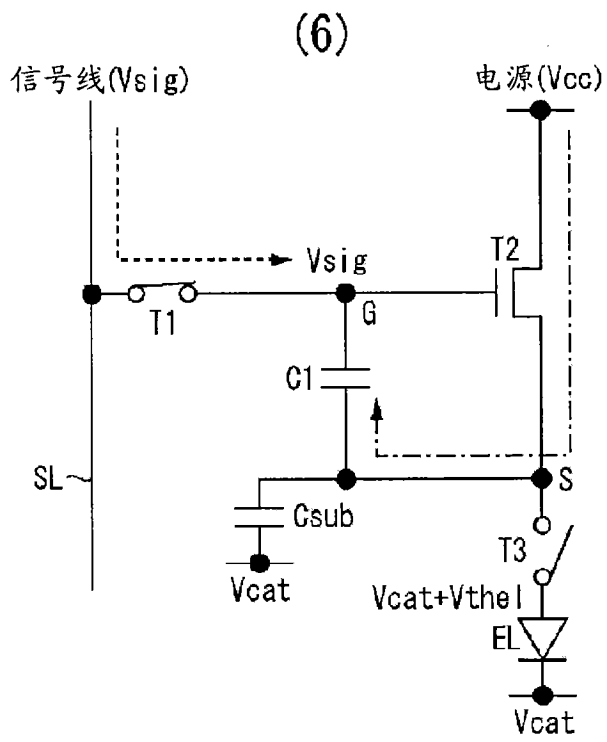 (6)
信号线(Vsig)
电源(Vcc)
Vsig
T2
T1
G
C1
SL
S
Csub
T3
Vcat
Vcat+Vthel
EL
Vcat